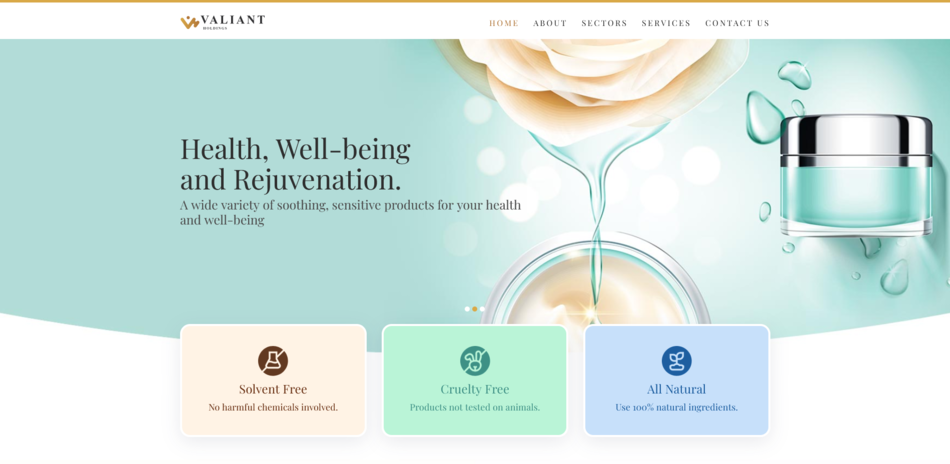 VALIANT
HOLDINGS
HOME ABOUT SECTORS SERVICES CONTACT US
Health, Well-being
and Rejuvenation.
A wide variety of soothing, sensitive products for your health
and well-being
Solvent Free
No harmful chemicals involved.
Cruelty Free
Products not tested on animals.
All Natural
Use 100% natural ingredients.